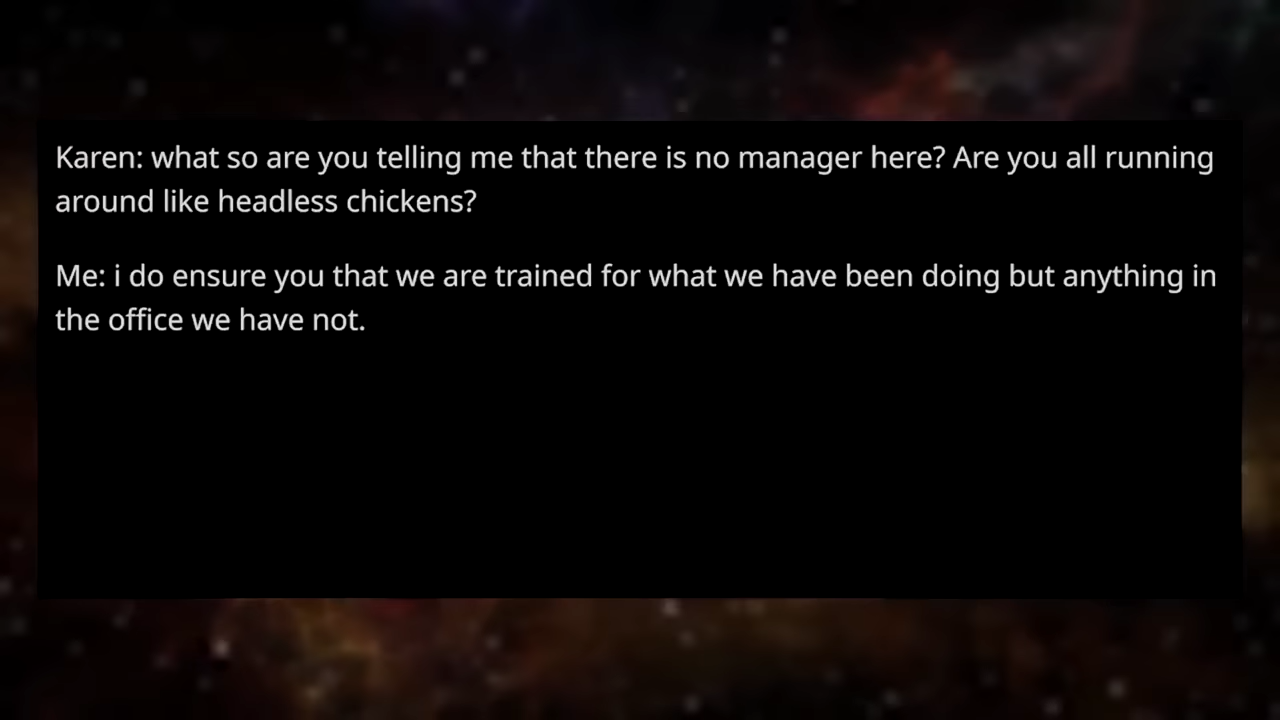 Karen: what so are you telling me that there is no manager here? Are you all running
around like headless chickens?
Me: i do ensure you that we are trained for what we have been doing but anything in
the office we have not.